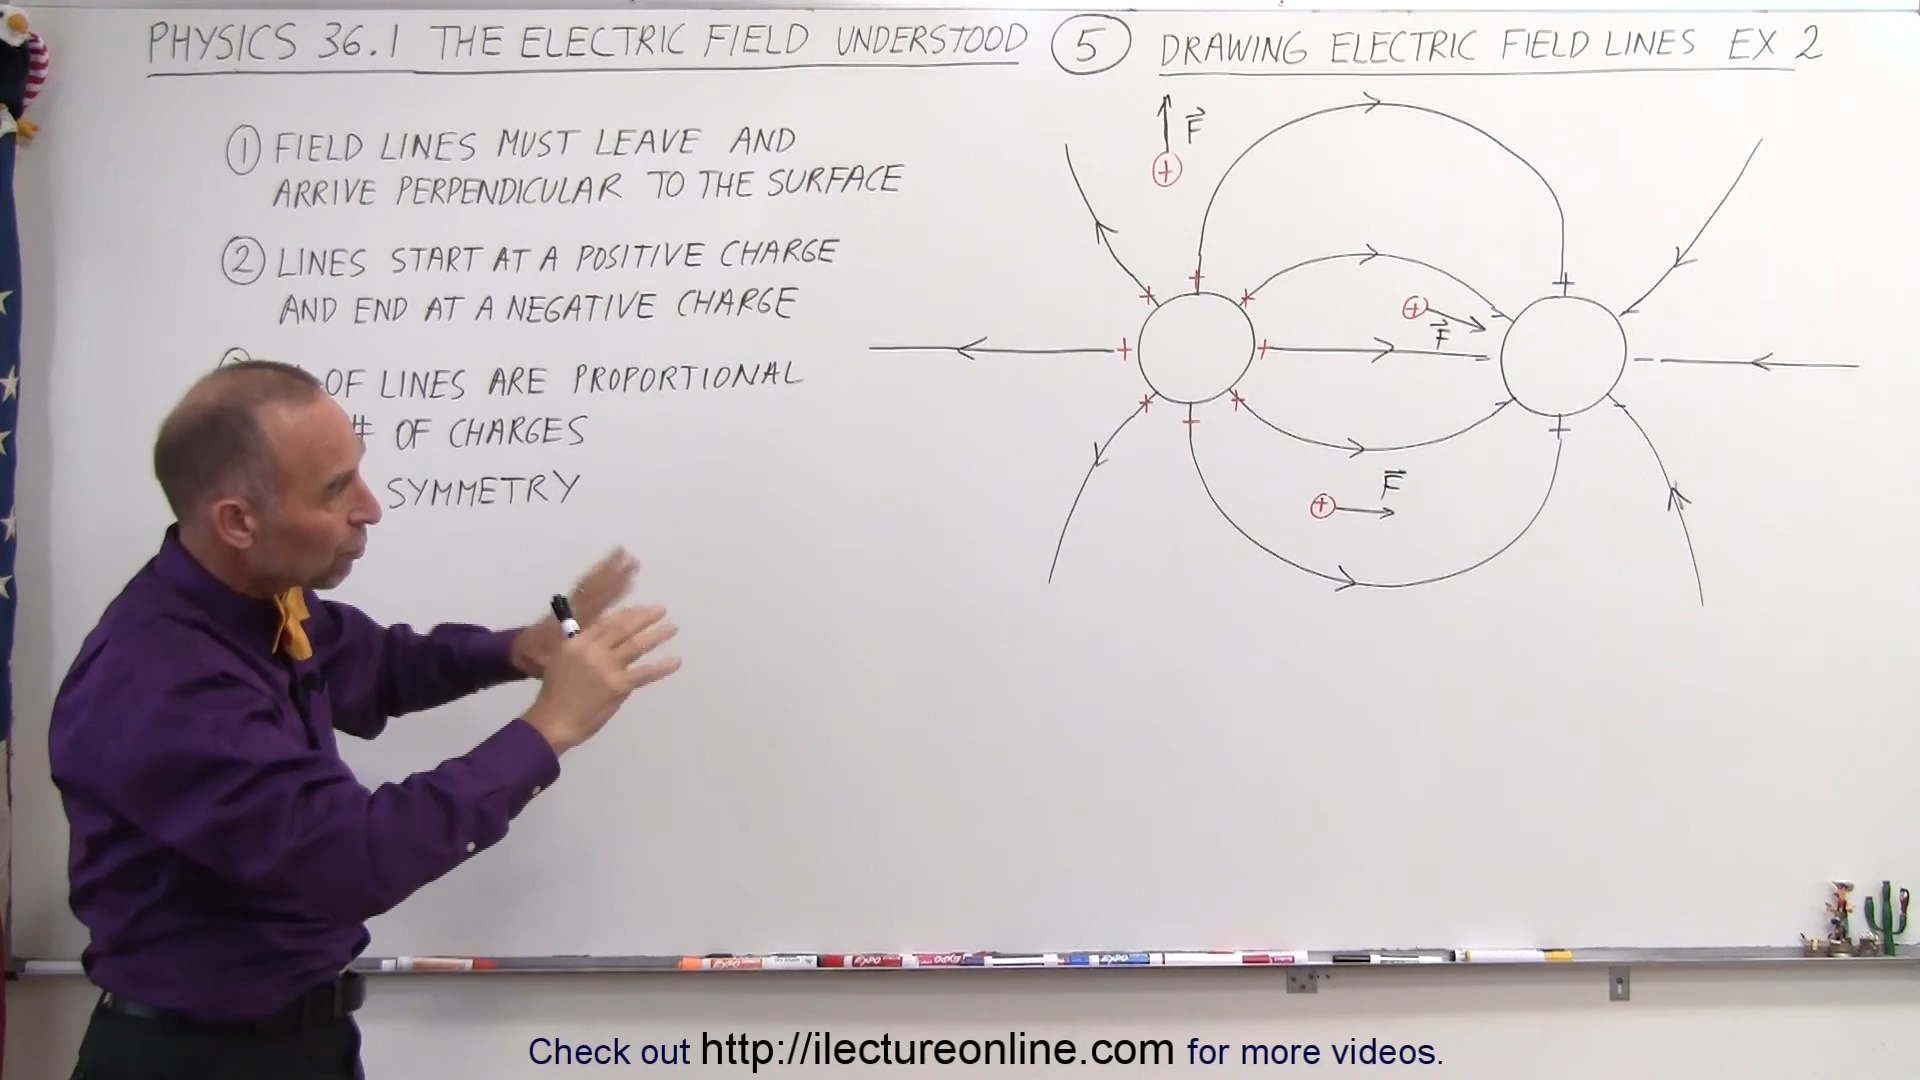 PHYSICS 36.1 THE ELECTRIC FIELD UNDERSTOOD
5
DRAWING ELECTRIC FIELD LINES EX 2
1 FIELD LINES MUST LEAVE AND
ARRIVE PERPENDICULAR TO THE SURFACE
2 LINES START AT A POSITIVE CHARGE
AND END AT A NEGATIVE CHARGE
OF LINES ARE PROPORTIONAL
# OF CHARGES
SYMMETRY
F
F
F
Check out http://ilectureonline.com for more videos.